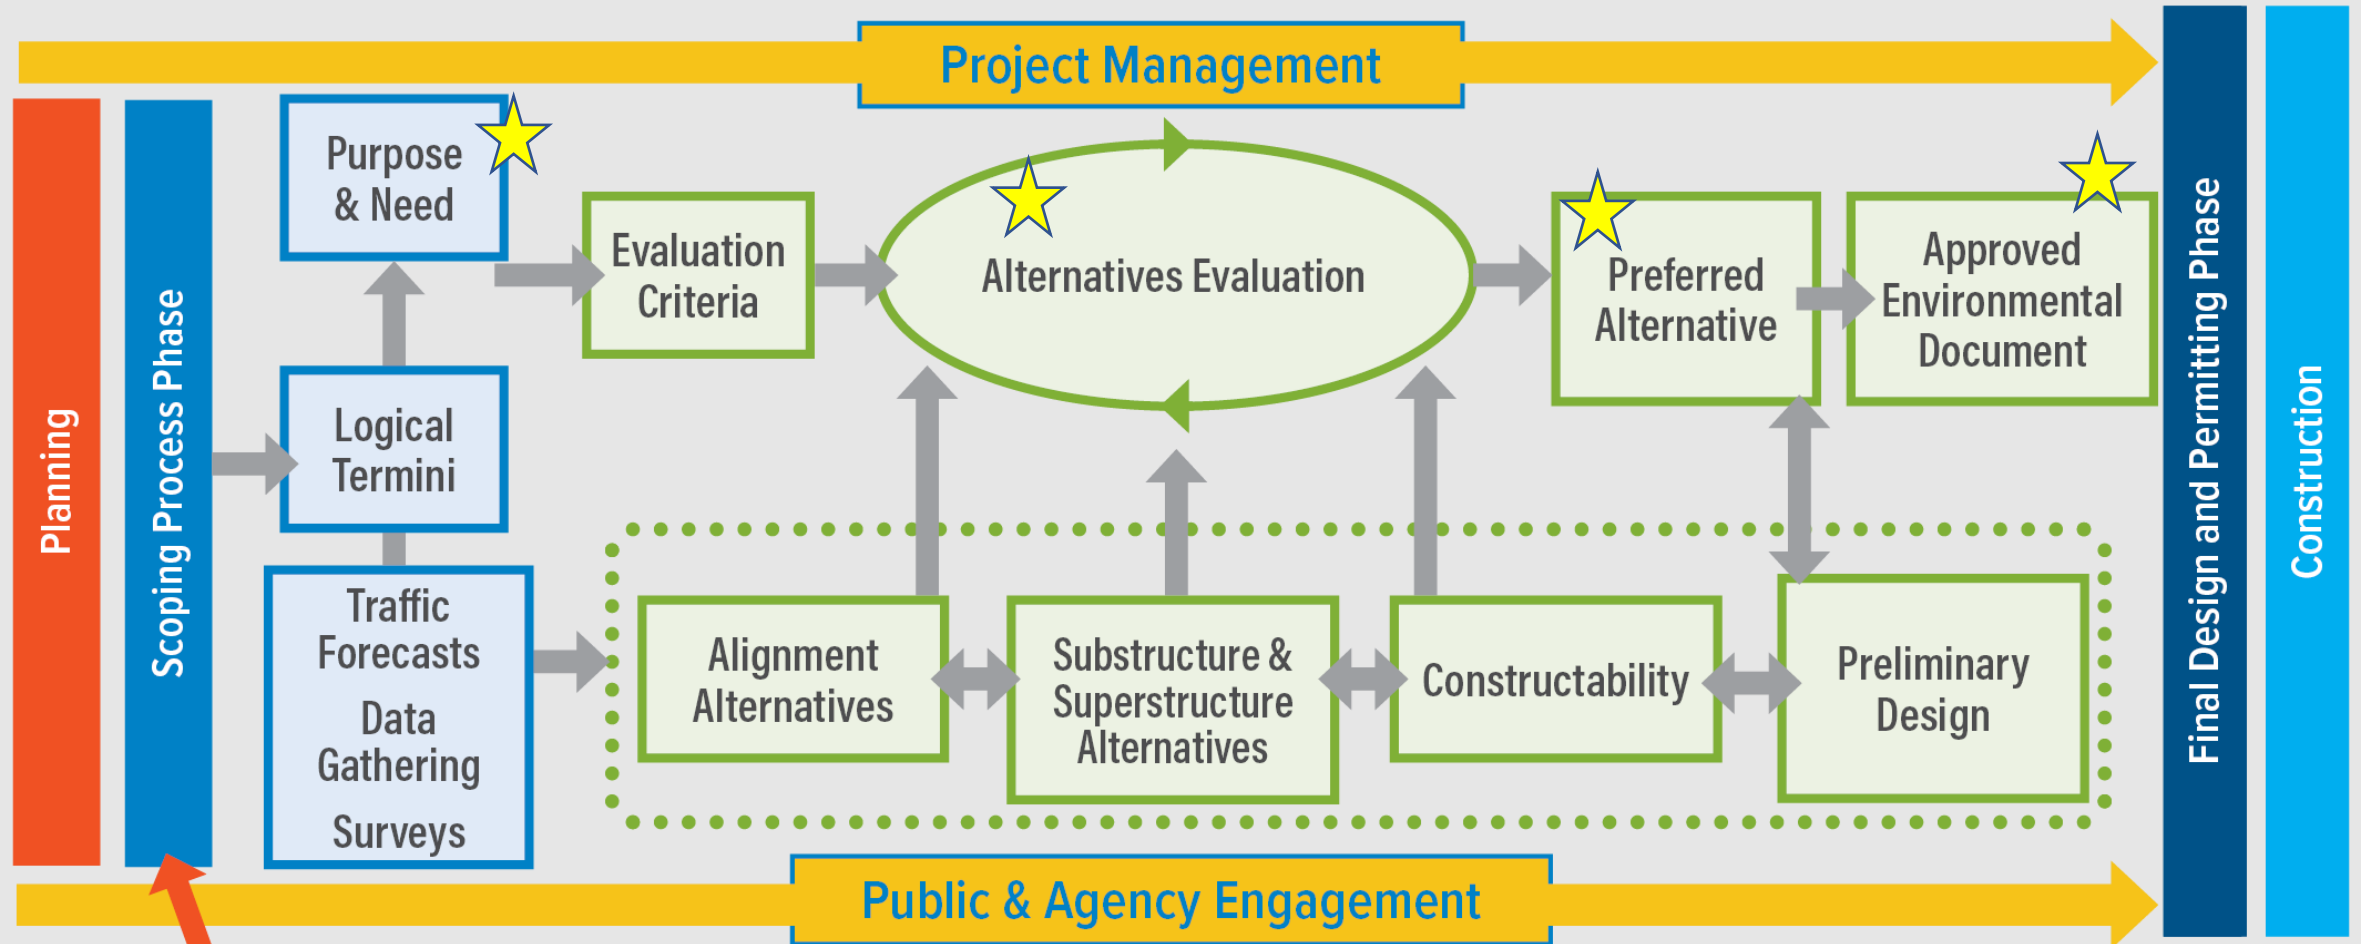 Project Management
Planning
Scoping Process Phase
Purpose
& Need
Logical
Termini
Traffic
Forecasts
Data
Gathering
Surveys
Evaluation
Criteria
Alternatives Evaluation
Preferred
Alternative
Approved
Environmental
Document
Alignment
Alternatives
Substructure &
Superstructure
Alternatives
Constructability
Preliminary
Design
Final Design and Permitting Phase
Construction
Public & Agency Engagement